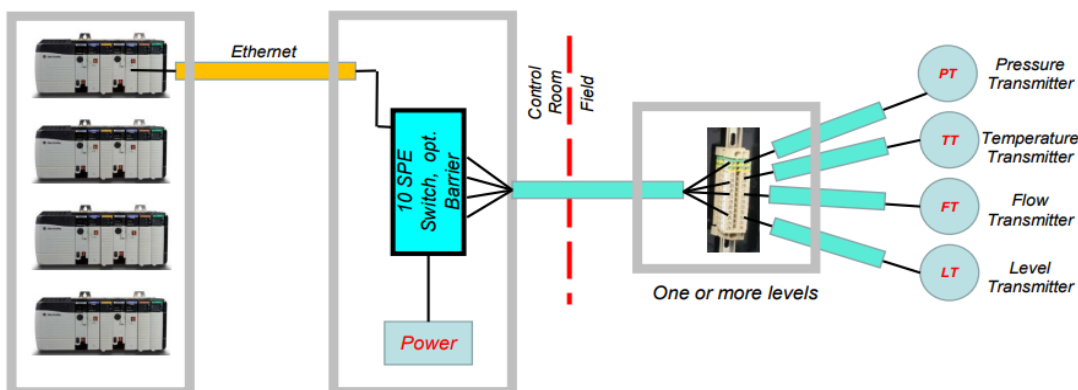 Ethernet
10 SPE
Switch, opt.
Barrier
Power
Control
Room
Field
One or more levels
PT
Pressure
Transmitter
TT
Temperature
Transmitter
FT
Flow
Transmitter
LT
Level
Transmitter